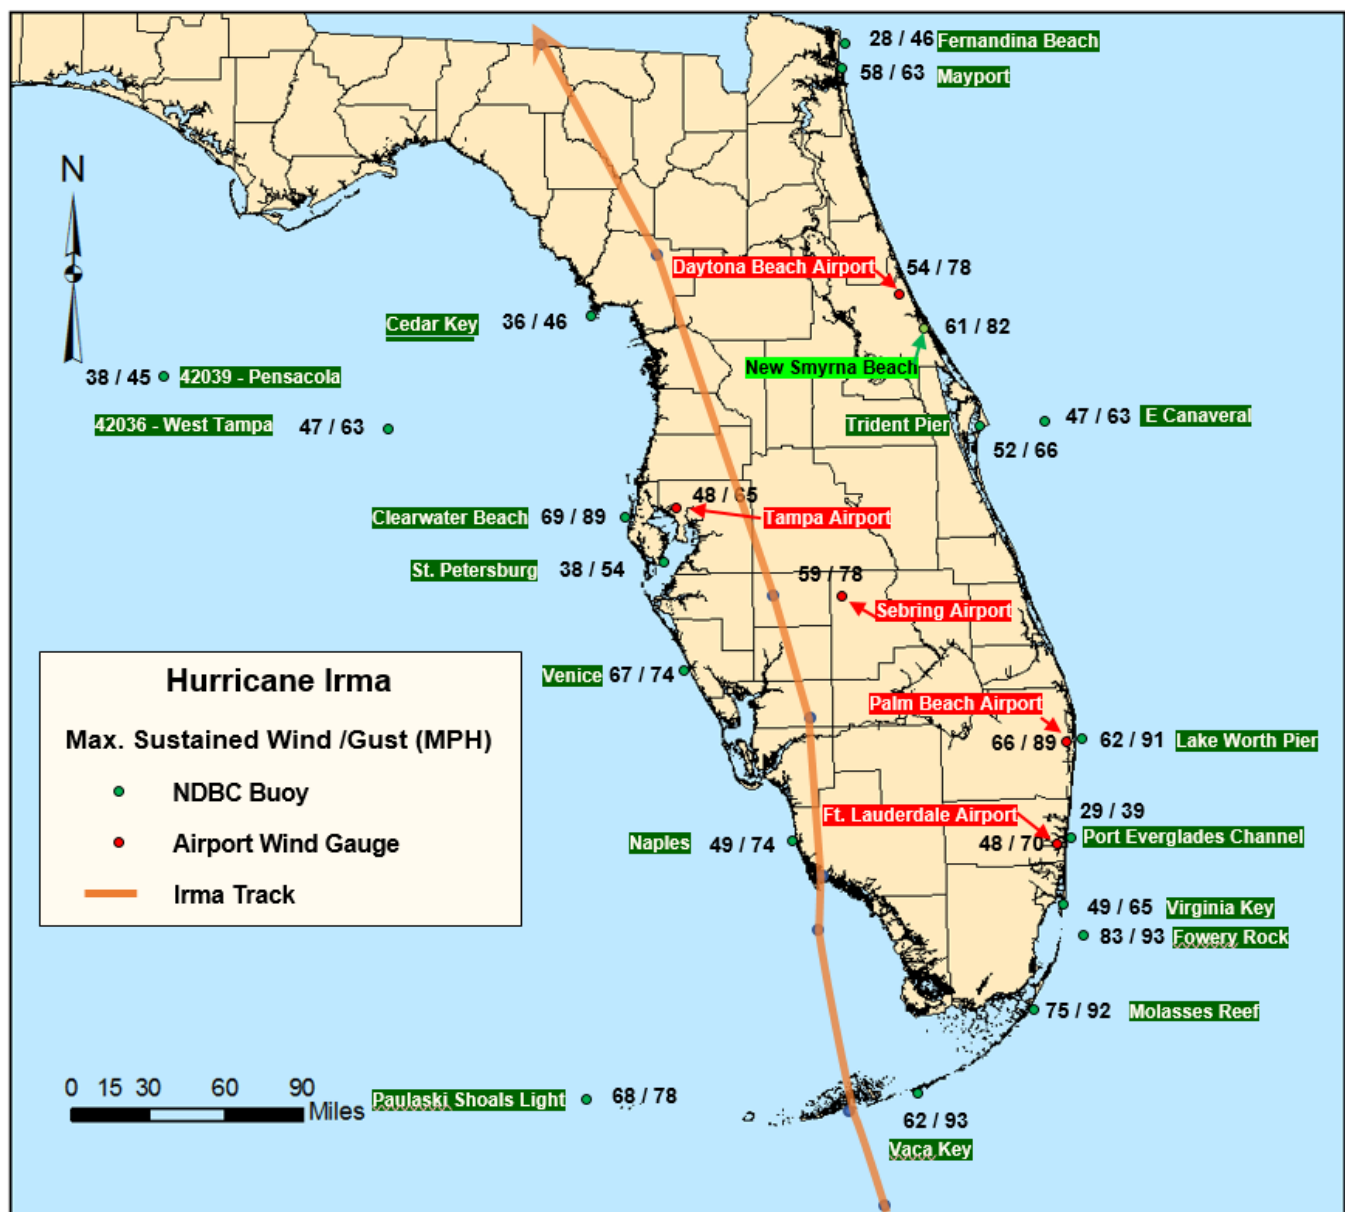 28 / 46 Fernandina Beach
58 / 63 Mayport
N
Daytona Beach Airport 54 / 78
Cedar Key 36 / 46
61 / 82
New Smyrna Beach
38 / 45 42039 - Pensacola
42036 - West Tampa 47 / 63
Trident Pier
47 / 63 E Canaveral
52 / 66
48 / 65
Clearwater Beach 69 / 89
Tampa Airport
St. Petersburg 38 / 54
59 / 78
Sebring Airport
Venice 67 / 74
Hurricane Irma
Max. Sustained Wind /Gust (MPH)
NDBC Buoy
Airport Wind Gauge
Irma Track
Palm Beach Airport
66 / 89
62 / 91 Lake Worth Pier
Ft. Lauderdale Airport
29 / 39
Port Everglades Channel
48 / 70
Naples 49 / 74
49 / 65 Virginia Key
83 / 93 Fowery Rock
75 / 92 Molasses Reef
0 15 30 60 90
Miles
Paulaski Shoals Light 68 / 78
62 / 93
Vaca Key